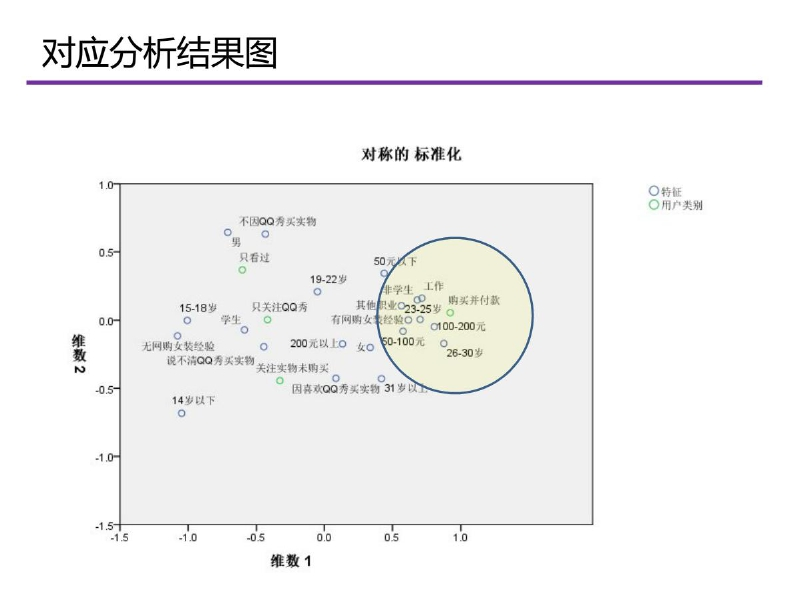 对应分析结果图
对称的 标准化
特征
用户类别
1.0
0.5
0.0
-0.5
-1.0
-1.5
维数 2
不因QQ秀买实物
男
只看过
50元以下
19-22岁
非学生
工作
购买并付款
15-18岁
只关注QQ秀
其他职业
23-25岁
学生
有网购女装经验
100-200元
无网购女装经验
200元以上
女
50-100元
26-30岁
说不清QQ秀买实物
关注实物未购买
因喜欢QQ秀买实物
31岁以上
14岁以下
-1.5
-1.0
-0.5
0.0
0.5
1.0
维数 1